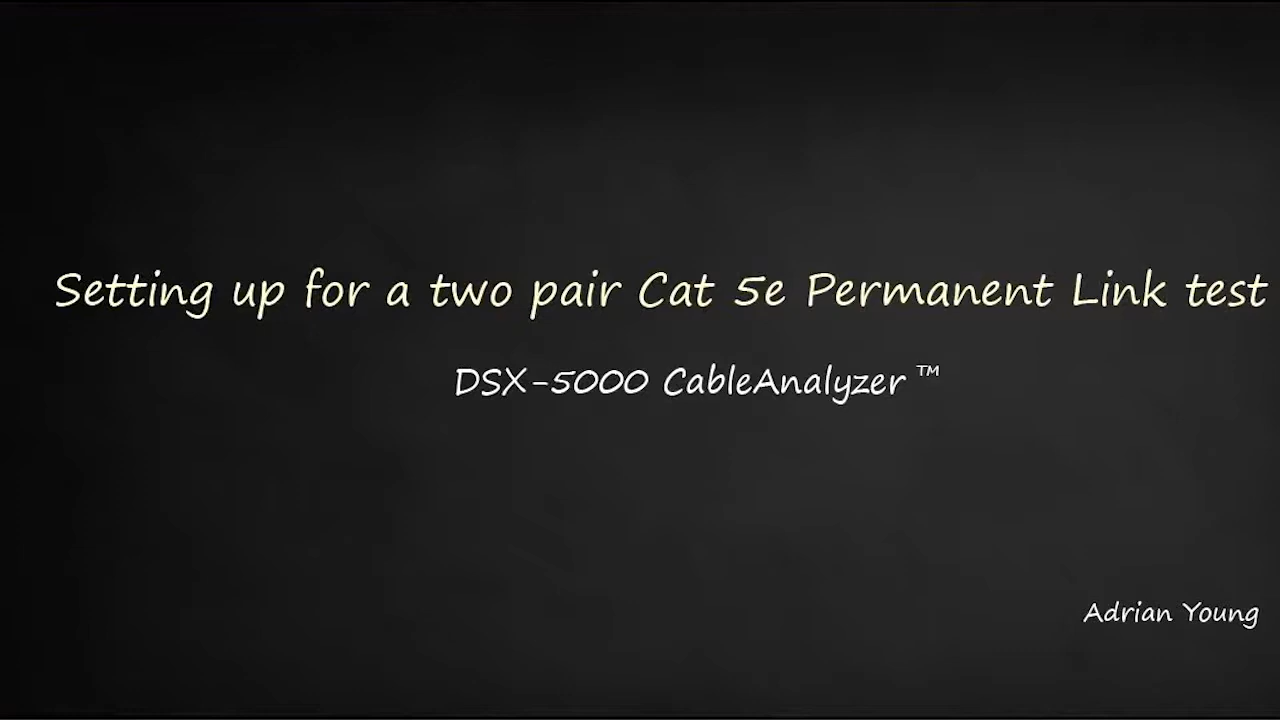 Setting up for a two pair Cat 5e Permanent Link test
DSX-5000 CableAnalyzer™
Adrian Young